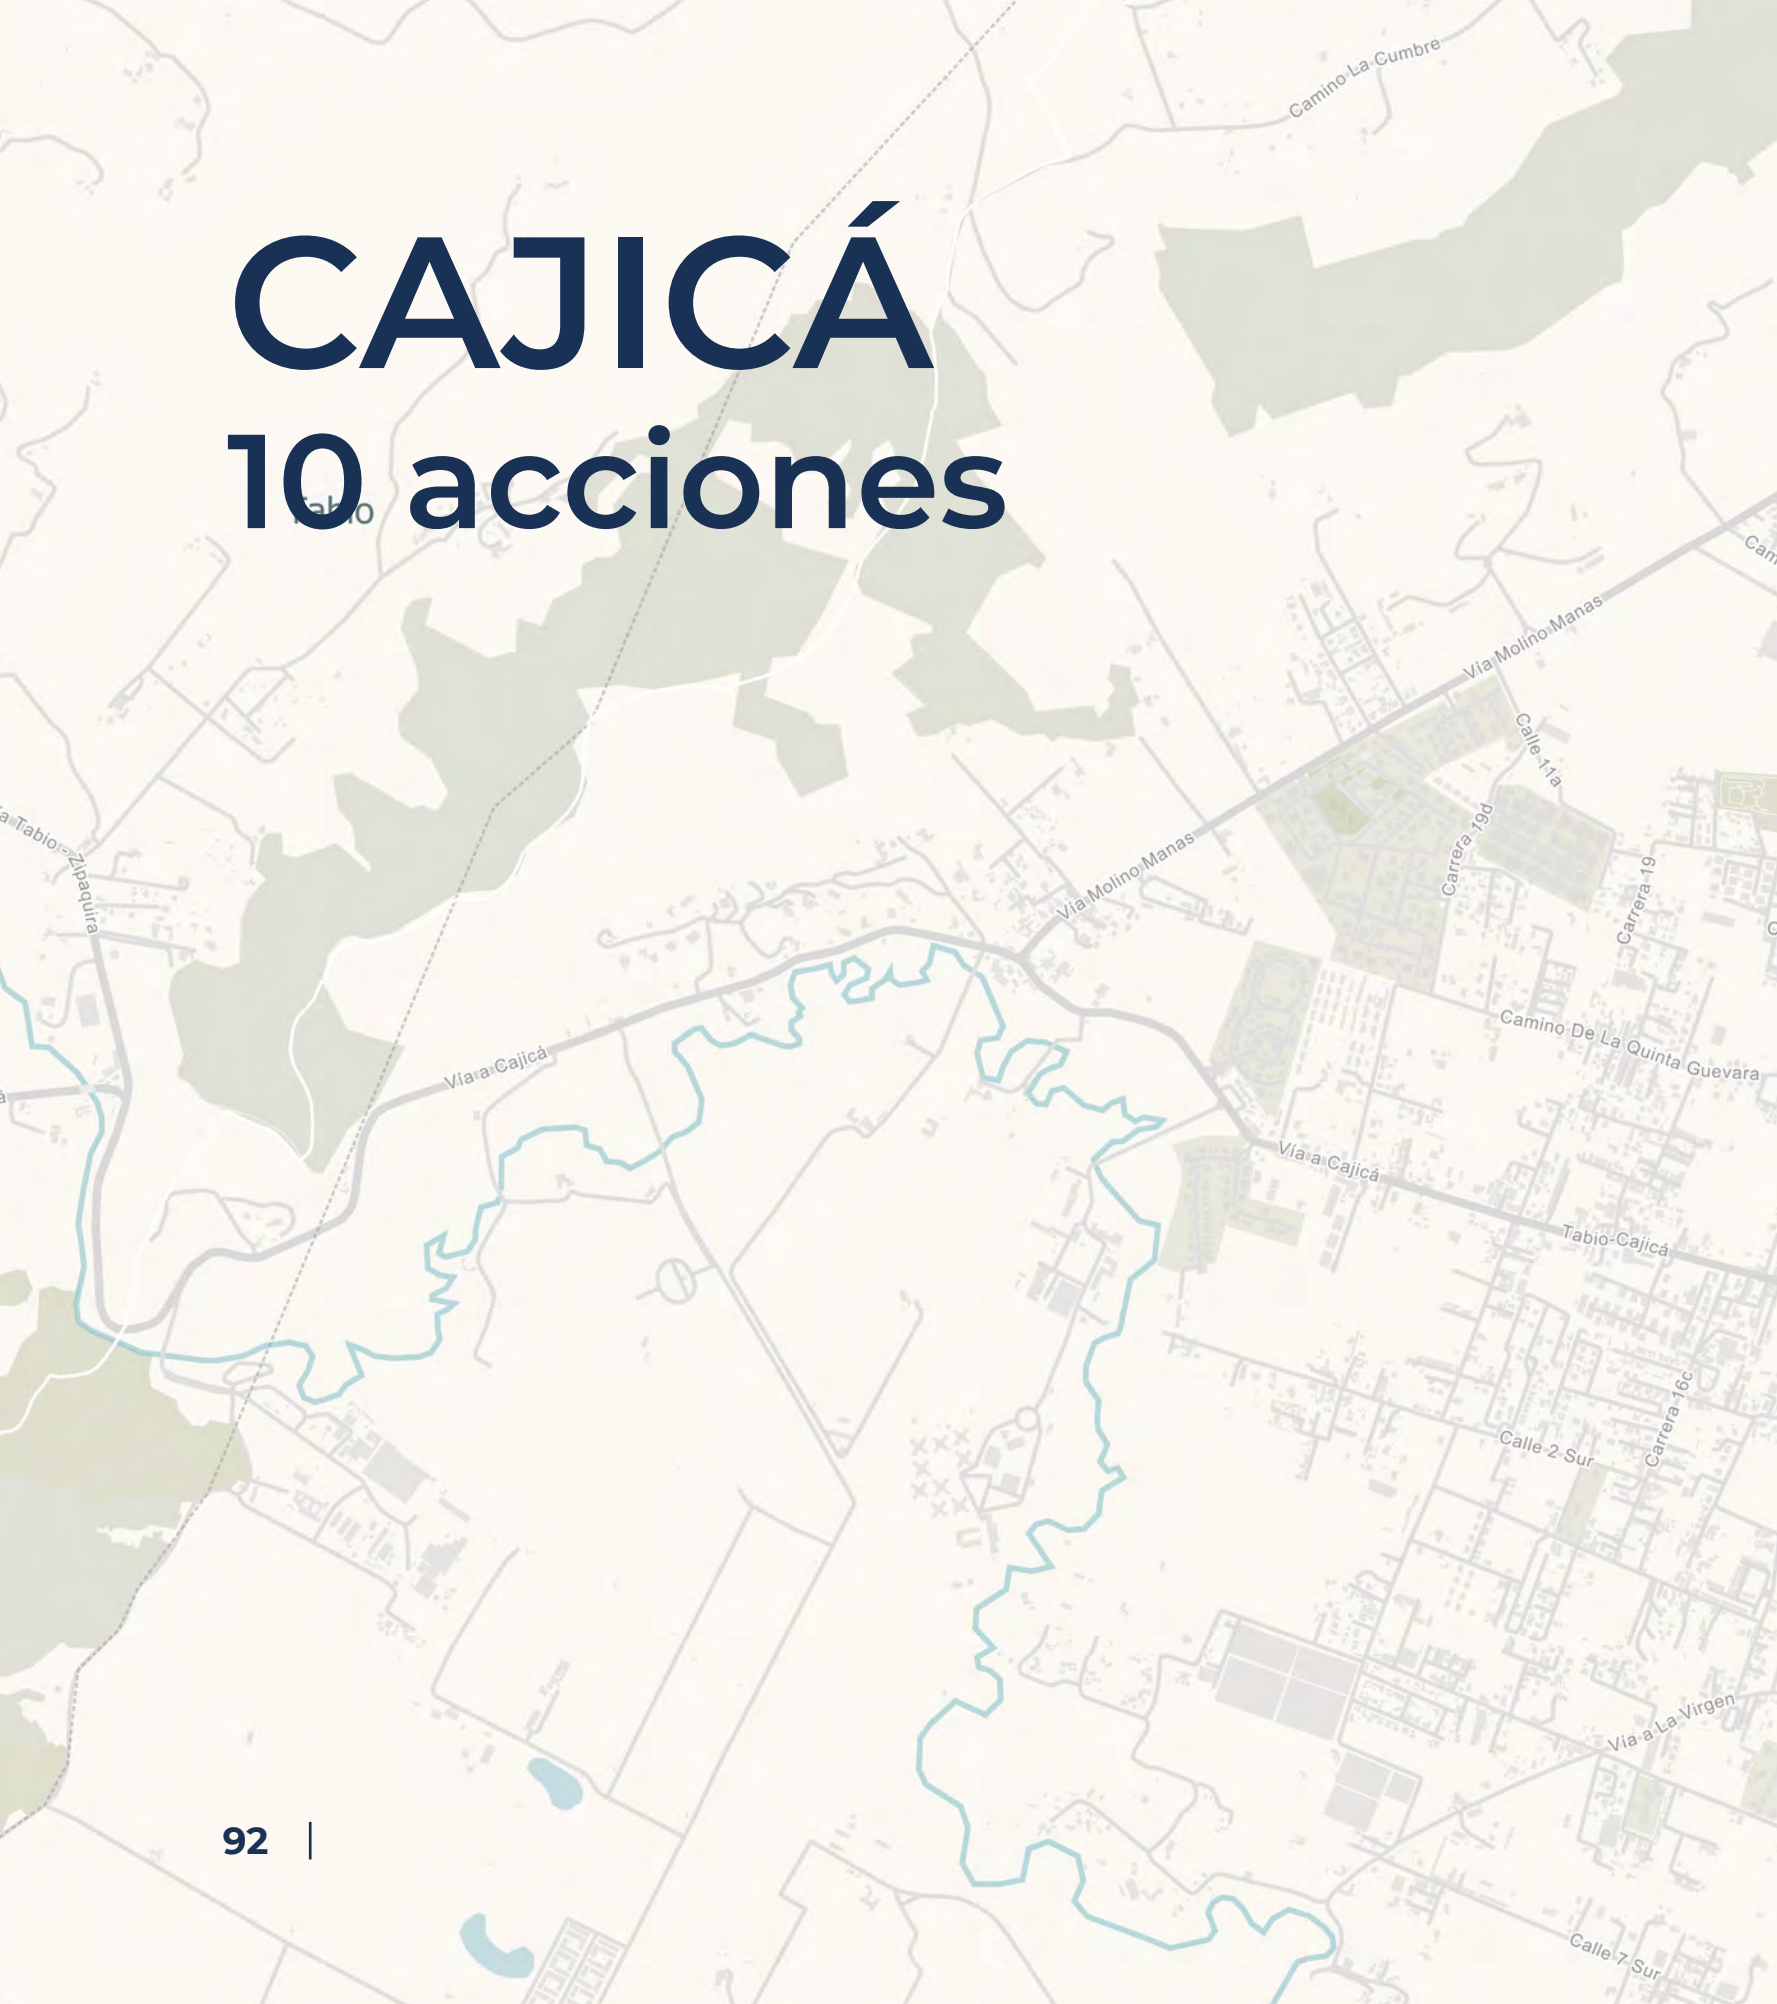 Camino La Cumbre
CAJICÁ
10 acciones
Tabio
Vía Molino Manas
Calle 11a
Carrera 19d
Vía Molino Manas
Carrera 19
a Tabio - Zipaquira
Camino De La Quinta Guevara
Vía a Cajicá
Vía a Cajicá
Tabio-Cajicá
Carrera 16c
Calle 2 Sur
Vía a La Virgen
92 |
Calle 7 Sur